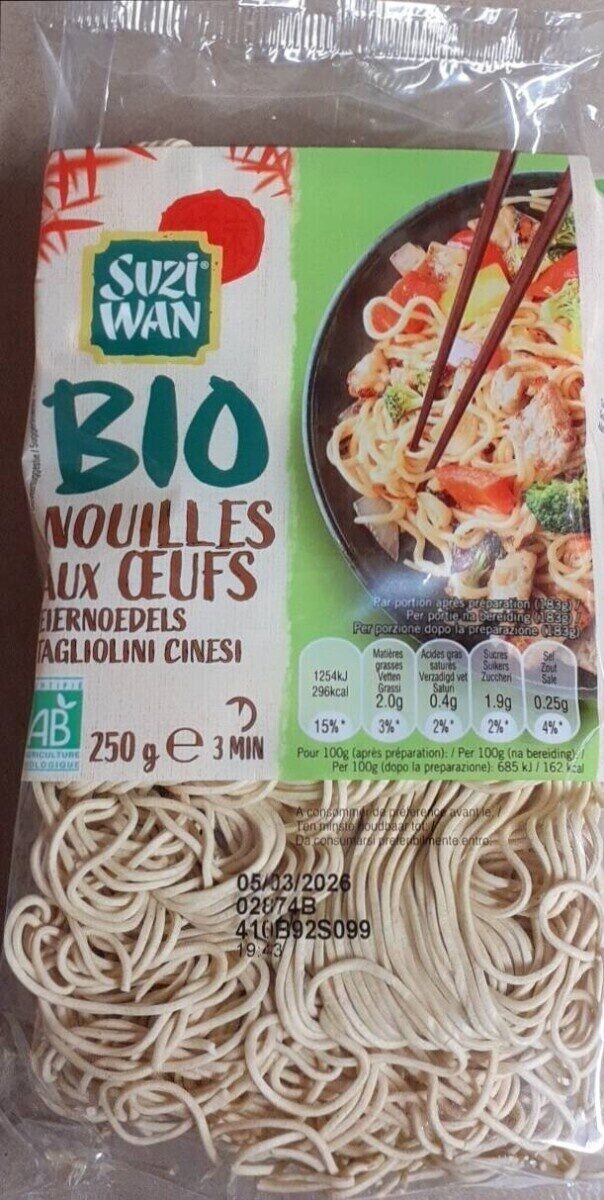 SUZI
WAN®
BIO
NOUILLES
AUX ŒUFS
EIERNOEDELS
TAGLIOLINI CINESI
AB
AGRICULTURE
BIOLOGIQUE
250 g e 3 MIN
Par portion après préparation (183g) /
Per portie na bereiding (183g) /
Per porzione dopo la preparazione (183g)
1254kJ
296kcal
15%*
Matières
grasses
Vetten
Grassi
2.0g
3%*
Acides gras
saturés
Verzadigd vet
Saturi
0.4g
2%*
Sucres
Suikers
Zuccheri
1.9g
2%*
Sel
Zout
Sale
0.25g
4%*
Pour 100g (après préparation). / Per 100g (na bereiding). /
Per 100g (dopo la preparazione): 685 kJ / 162 kcal
A consommer de préférence avant le. /
Ten minste houdbaar tot. /
Da consumarsi preferibilmente entro:
05/03/2026
02874B
410B92S099
19:43